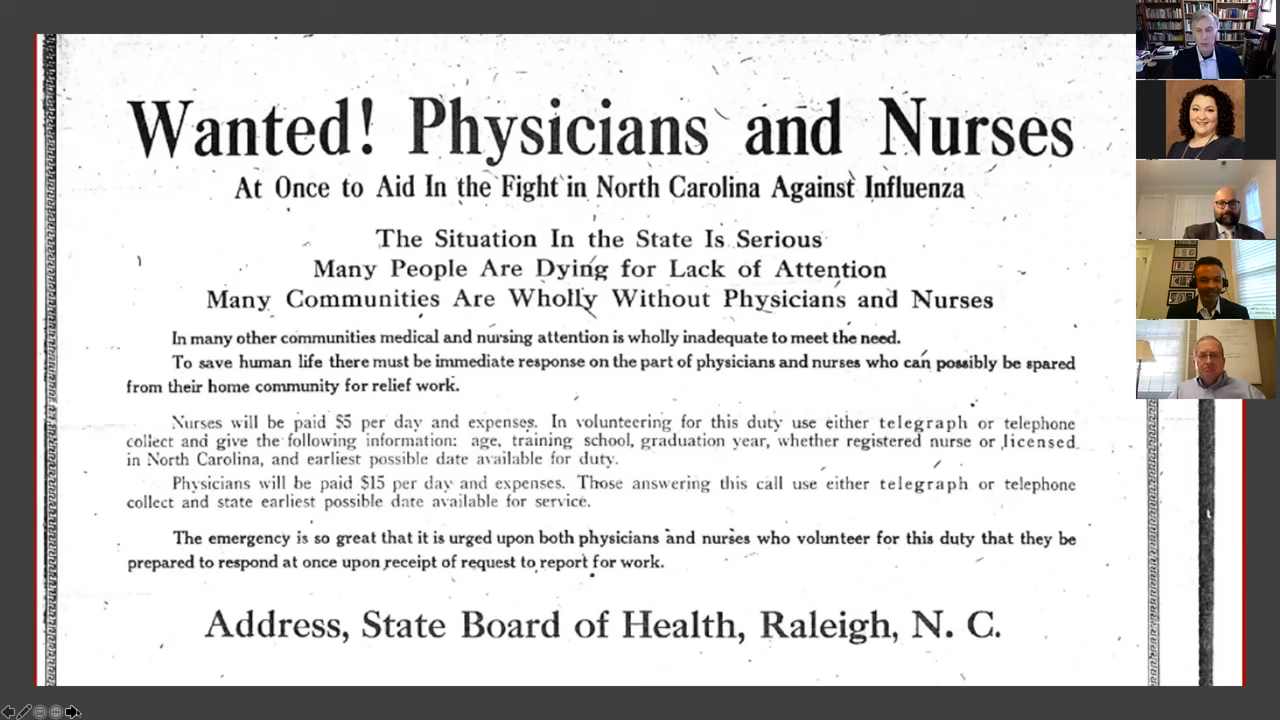 Wanted! Physicians and Nurses
At Once to Aid In the Fight in North Carolina Against Influenza
The Situation In the State Is Serious
Many People Are Dying for Lack of Attention
Many Communities Are Wholly Without Physicians and Nurses
In many other communities medical and nursing attention is wholly inadequate to meet the need.
To save human life there must be immediate response on the part of physicians and nurses who can possibly be spared
from their home community for relief work.
Nurses will be paid $5 per day and expenses. In volunteering for this duty use either telegraph or telephone
collect and give the following information: age, training school, graduation year, whether registered nurse or licensed
in North Carolina, and earliest possible date available for duty.
Physicians will be paid $15 per day and expenses. Those answering this call use either telegraph or telephone
collect and state earliest possible date available for service.
The emergency is so great that it is urged upon both physicians and nurses who volunteer for this duty that they be
prepared to respond at once upon receipt of request to report for work.
Address, State Board of Health, Raleigh, N. C.